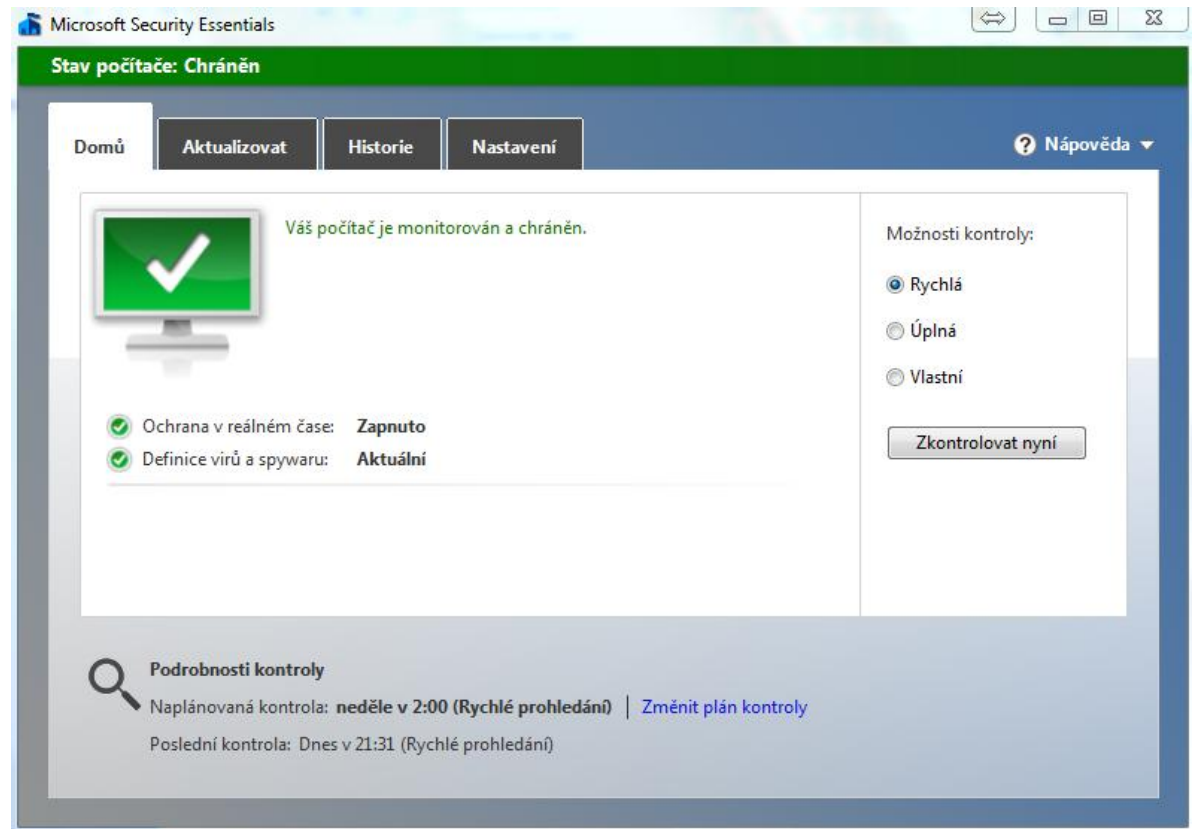 Microsoft Security Essentials
Stav počítače: Chráněn
Domů
Aktualizovat
Historie
Nastavení
Nápověda
Váš počítač je monitorován a chráněn.
Možnosti kontroly:
Rychlá
Úplná
Vlastní
Zkontrolovat nyní
Ochrana v reálném čase: Zapnuto
Definice virů a spywaru: Aktuální
Podrobnosti kontroly
Naplánovaná kontrola: neděle v 2:00 (Rychlé prohledání) | Změnit plán kontroly
Poslední kontrola: Dnes v 21:31 (Rychlé prohledání)